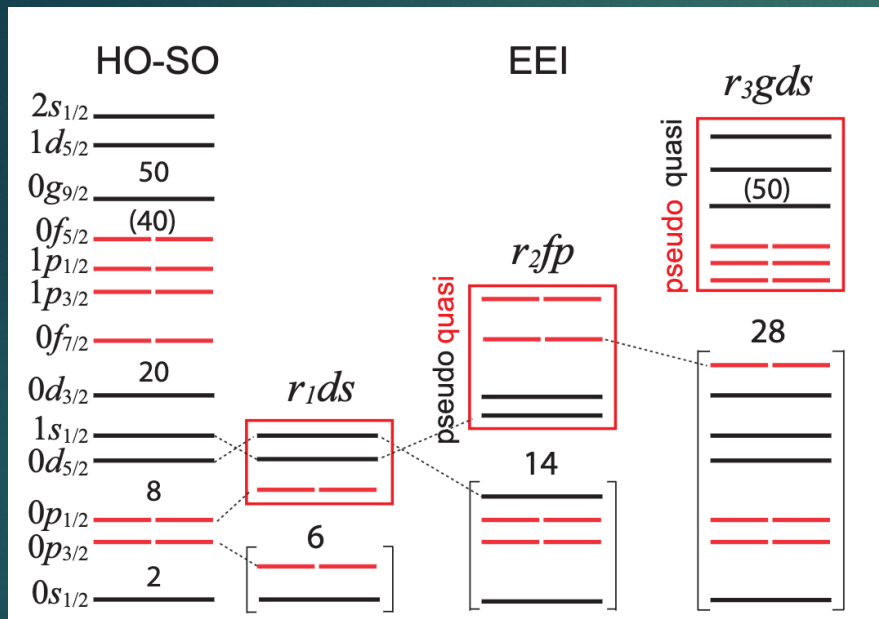 HO-SO
EEI
r₃gds
2s₁/₂
1d₅/₂
50
0g₉/₂
(40)
0f₅/₂
1p₁/₂
1p₃/₂
0f₇/₂
20
0d₃/₂
1s₁/₂
0d₅/₂
8
0p₁/₂
0p₃/₂
2
0s₁/₂
r₁ds
6
r₂fp
pseudo quasi
14
pseudo quasi
(50)
28